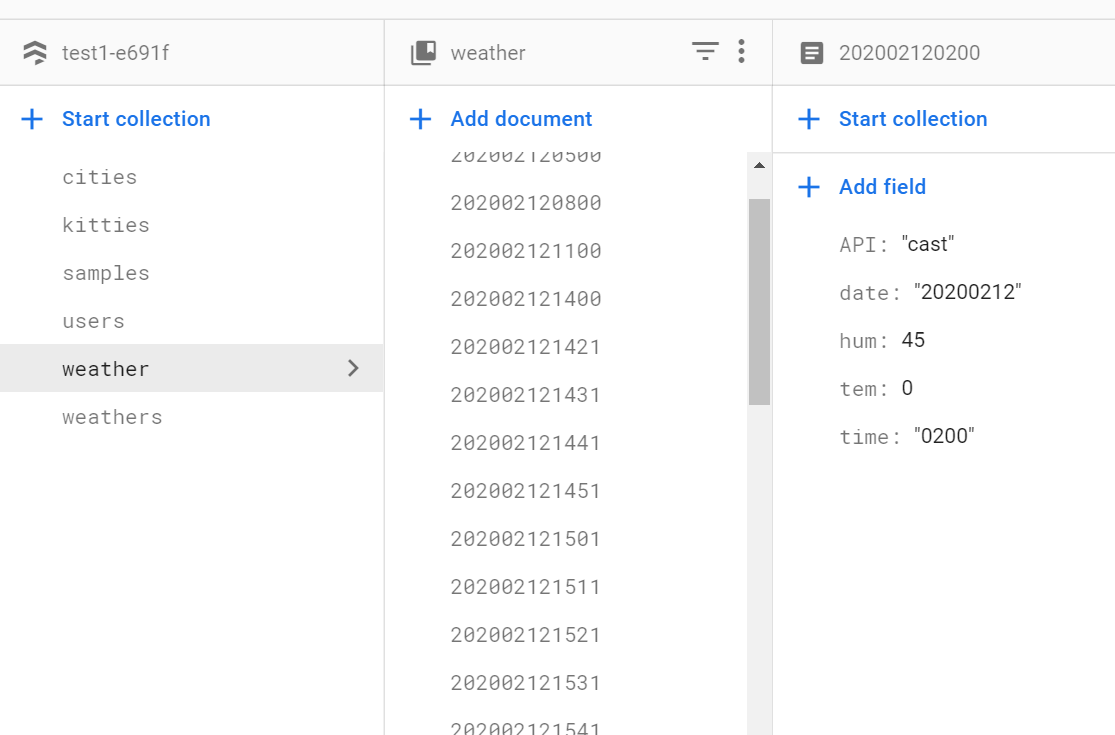 test1-e691f
Start collection
cities
kitties
samples
users
weather
weathers
weather
Add document
202002120500
202002120800
202002121100
202002121400
202002121421
202002121431
202002121441
202002121451
202002121501
202002121511
202002121521
202002121531
202002121541
202002120200
Start collection
Add field
API: "cast"
date: "20200212"
hum: 45
tem: 0
time: "0200"